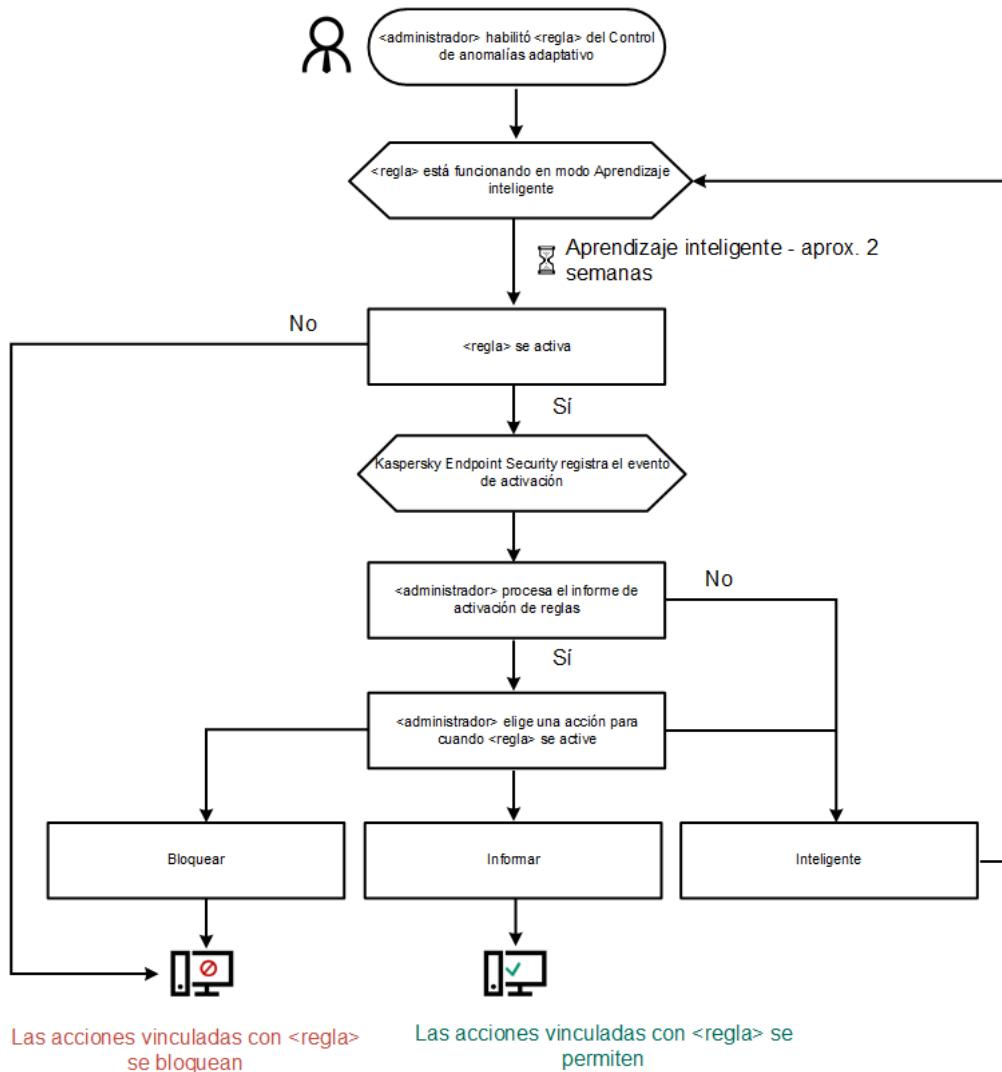 <administrador> habilitó <regla> del Control
de anomalías adaptativo
<regla> está funcionando en modo Aprendizaje
inteligente
Aprendizaje inteligente - aprox. 2
semanas
No
<regla> se activa
Sí
Kaspersky Endpoint Security registra el evento
de activación
No
<administrador> procesa el informe de
activación de reglas
Sí
<administrador> elige una acción para
cuando <regla> se active
Bloquear
Informar
Inteligente
Las acciones vinculadas con <regla>
se bloquean
Las acciones vinculadas con <regla> se
permiten